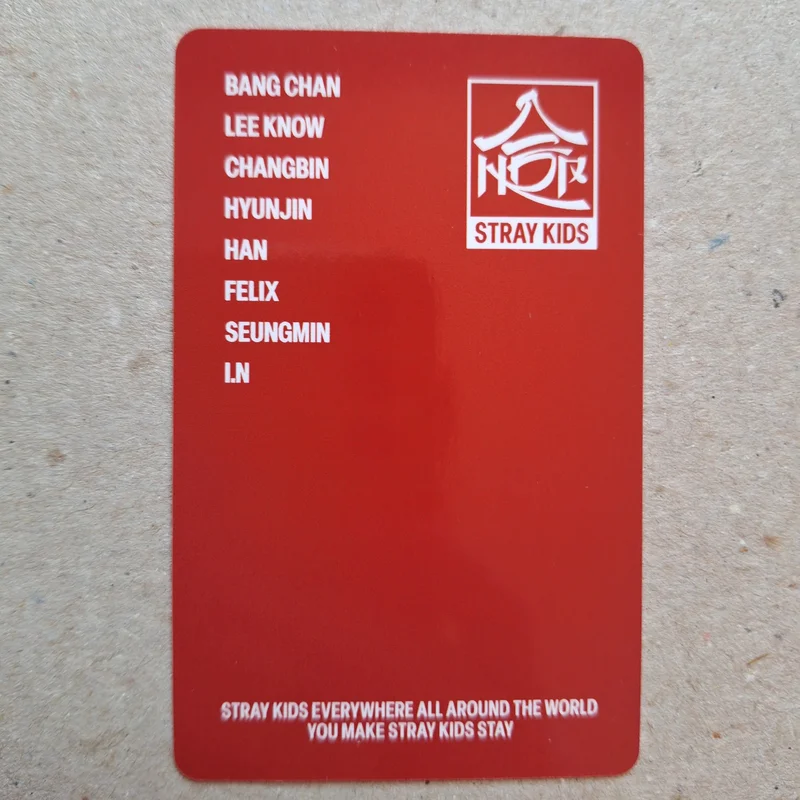 BANG CHAN
LEE KNOW
CHANGBIN
HYUNJIN
HAN
FELIX
SEUNGMIN
I.N
STRAY KIDS
STRAY KIDS EVERYWHERE ALL AROUND THE WORLD
YOU MAKE STRAY KIDS STAY